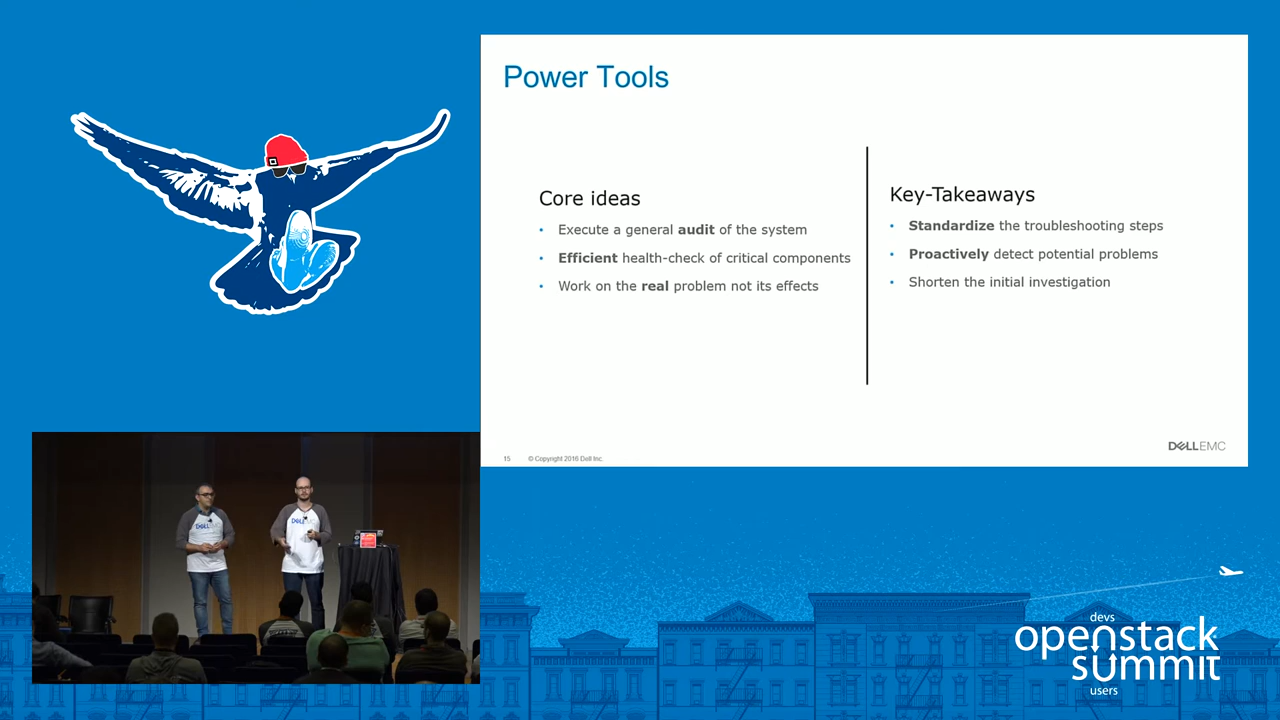 Power Tools
Core ideas
• Execute a general audit of the system
• Efficient health-check of critical components
• Work on the real problem not its effects
Key-Takeaways
• Standardize the troubleshooting steps
• Proactively detect potential problems
• Shorten the initial investigation
15 © Copyright 2016 Dell Inc.
DELLEMC
DELL
DELL
devs
openstack
summit
users